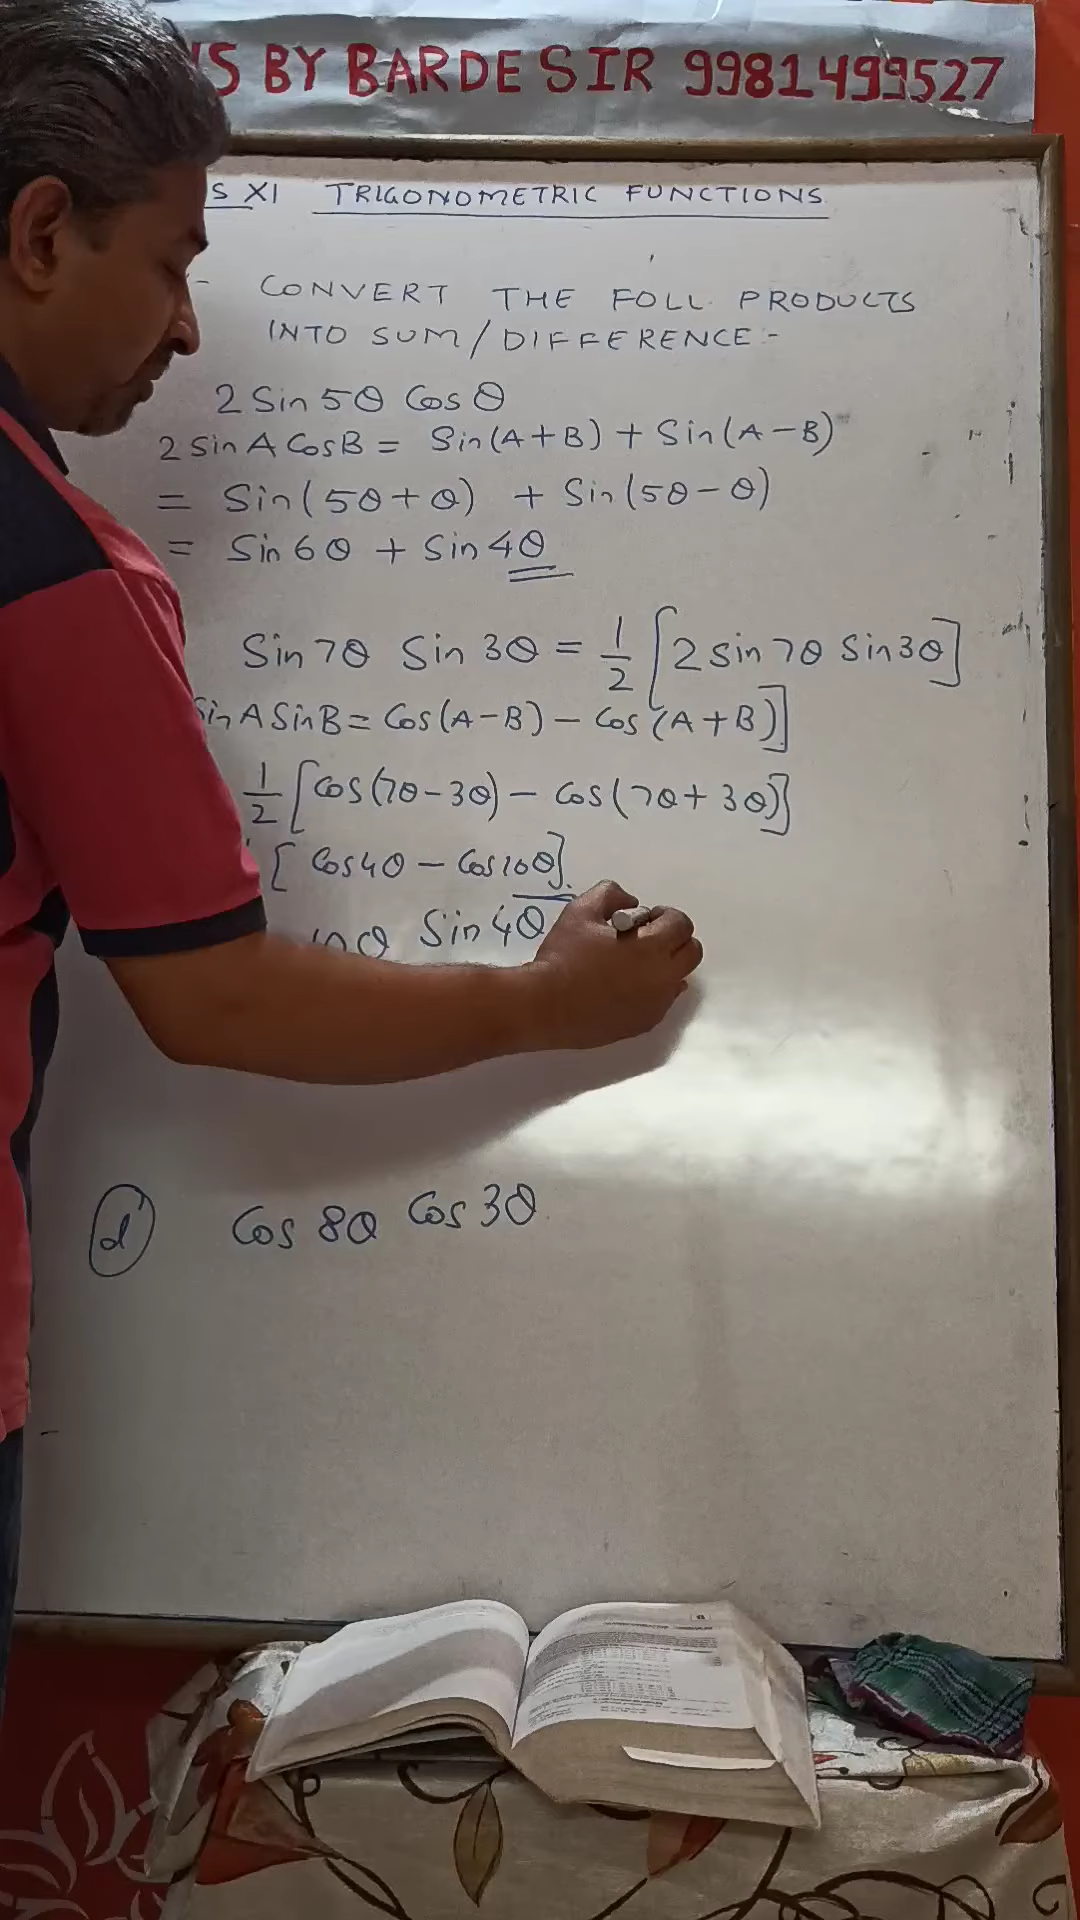 BY BARDE SIR 9981499527
XI TRIGONOMETRIC FUNCTIONS
:- CONVERT THE FOLL. PRODUCTS
INTO SUM/DIFFERENCE:-
2 Sin 5θ Cos θ
2 Sin A Cos B = Sin(A+B) + Sin(A-B)
= Sin(5θ+θ) + Sin(5θ-θ)
= Sin 6θ + Sin 4θ
Sin 7θ Sin 3θ = 1/2 [2 Sin 7θ Sin 3θ]
Sin A Sin B = Cos(A-B) - Cos(A+B)]
1/2 [Cos(7θ-3θ) - Cos(7θ+3θ)]
[Cos 4θ - Cos 10θ].
Sin 4θ
d Cos 8θ Cos 3θ